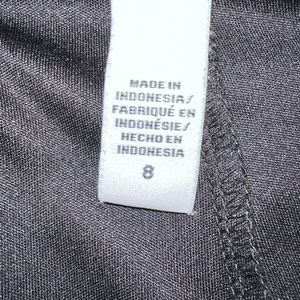 MADE IN
INDONESIA/
FABRIQUÉ EN
INDONÉSIE/
HECHO EN
INDONESIA
8